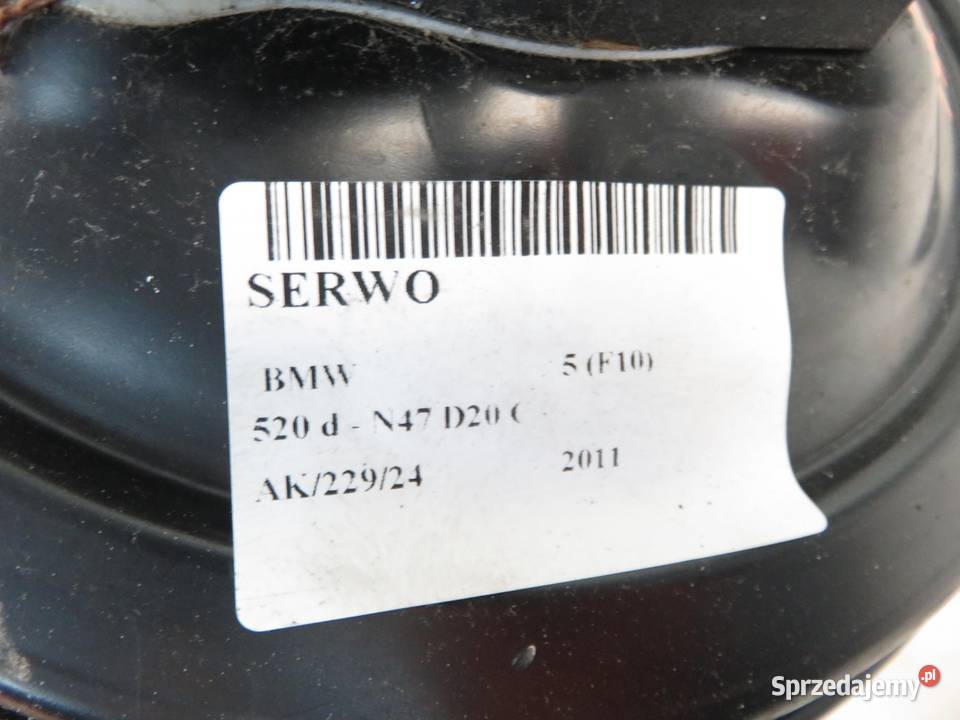 SERWO
BMW 5 (F10)
520 d - N47 D20 C
AK/229/24 2011
Sprzedajemy.pl